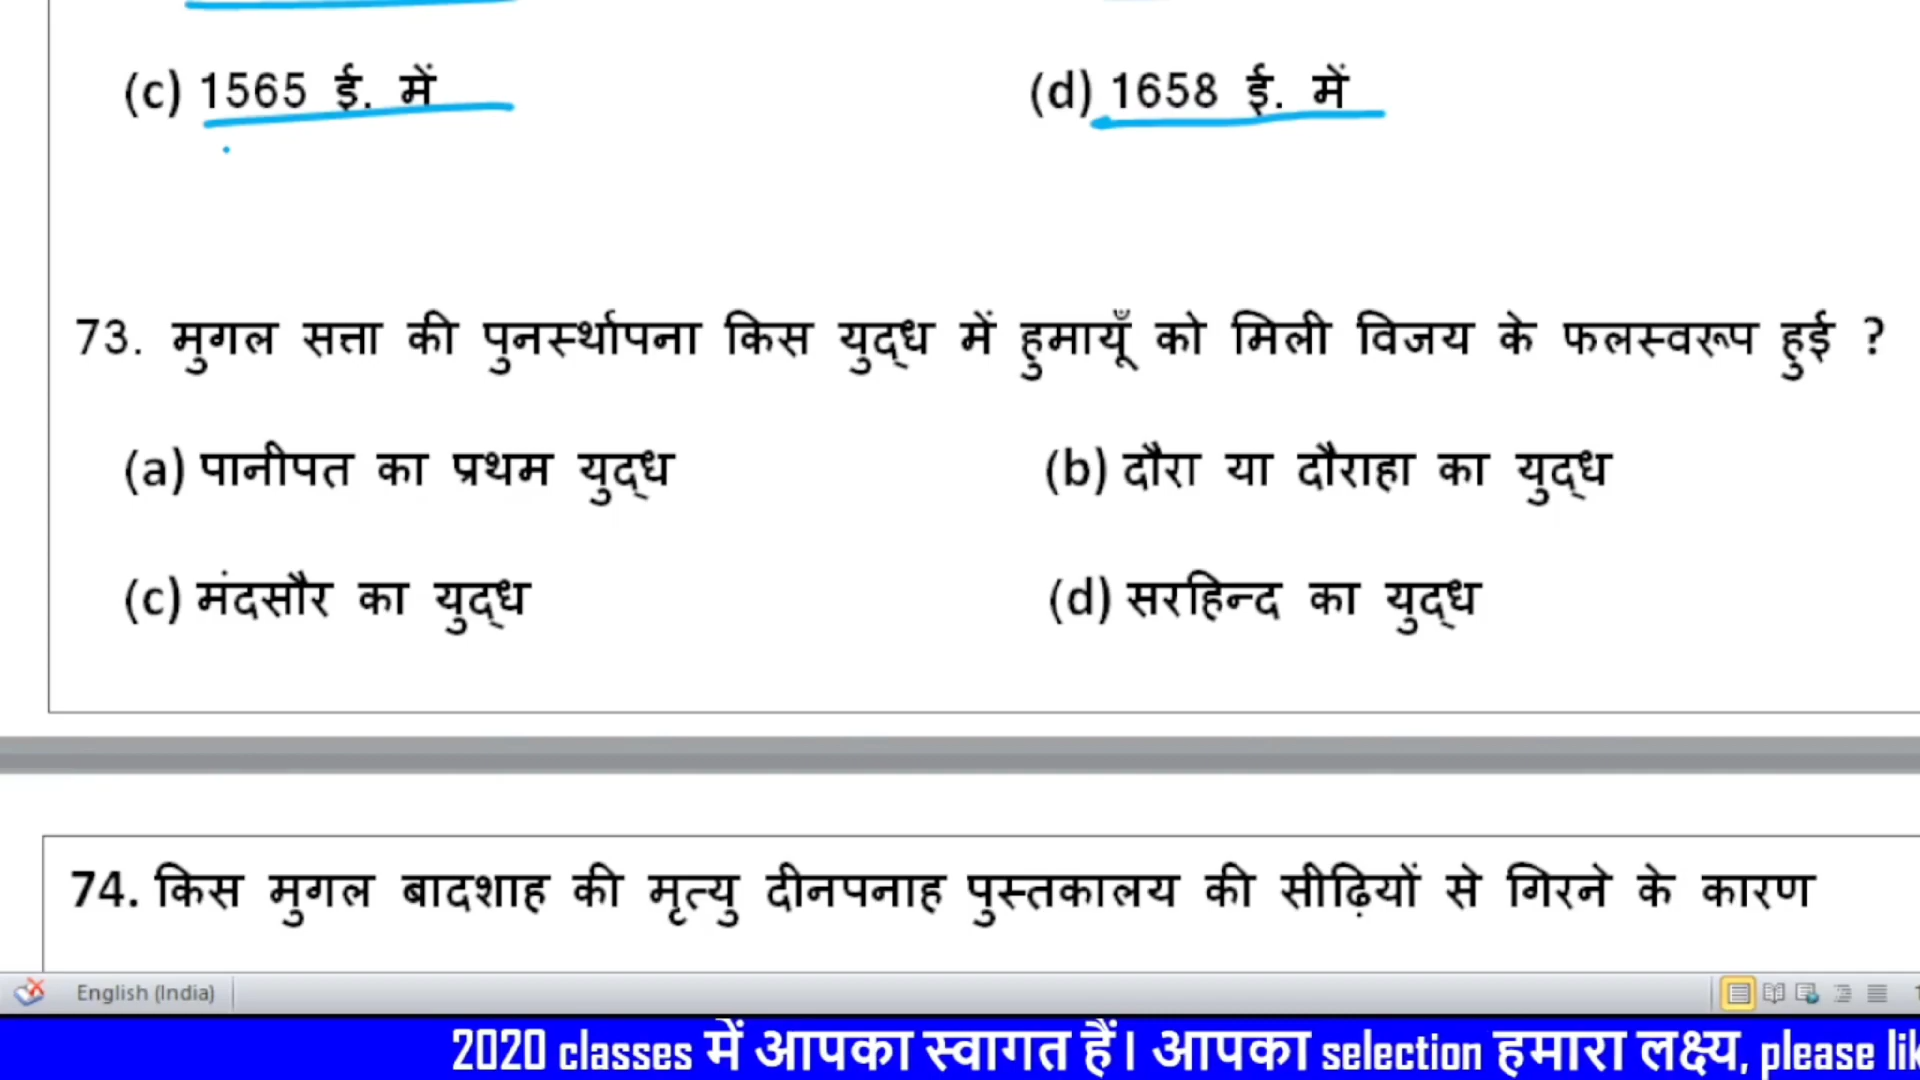 (c) 1565 ई. में (d) 1658 ई. में
73. मुगल सत्ता की पुनर्स्थापना किस युद्ध में हुमायूँ को मिली विजय के फलस्वरूप हुई ?
(a) पानीपत का प्रथम युद्ध (b) दौरा या दौराहा का युद्ध
(c) मंदसौर का युद्ध (d) सरहिन्द का युद्ध
74. किस मुगल बादशाह की मृत्यु दीनपनाह पुस्तकालय की सीढ़ियों से गिरने के कारण
English (India)
2020 classes में आपका स्वागत हैं। आपका selection हमारा लक्ष्य, please lik